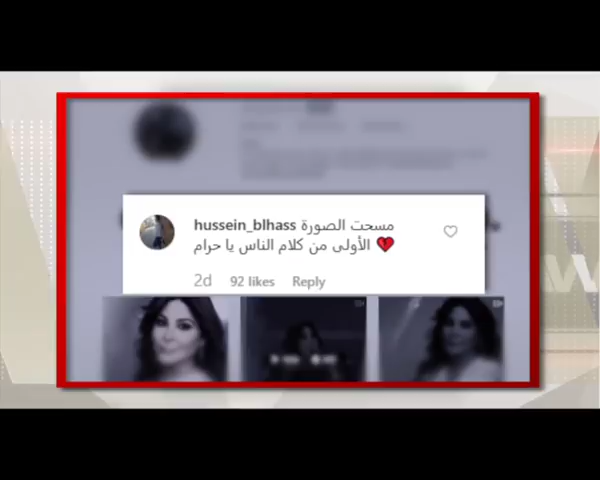 hussein_blhass مسحت الصورة
الأولى من كلام الناس يا حرام 💔
2d 92 likes Reply